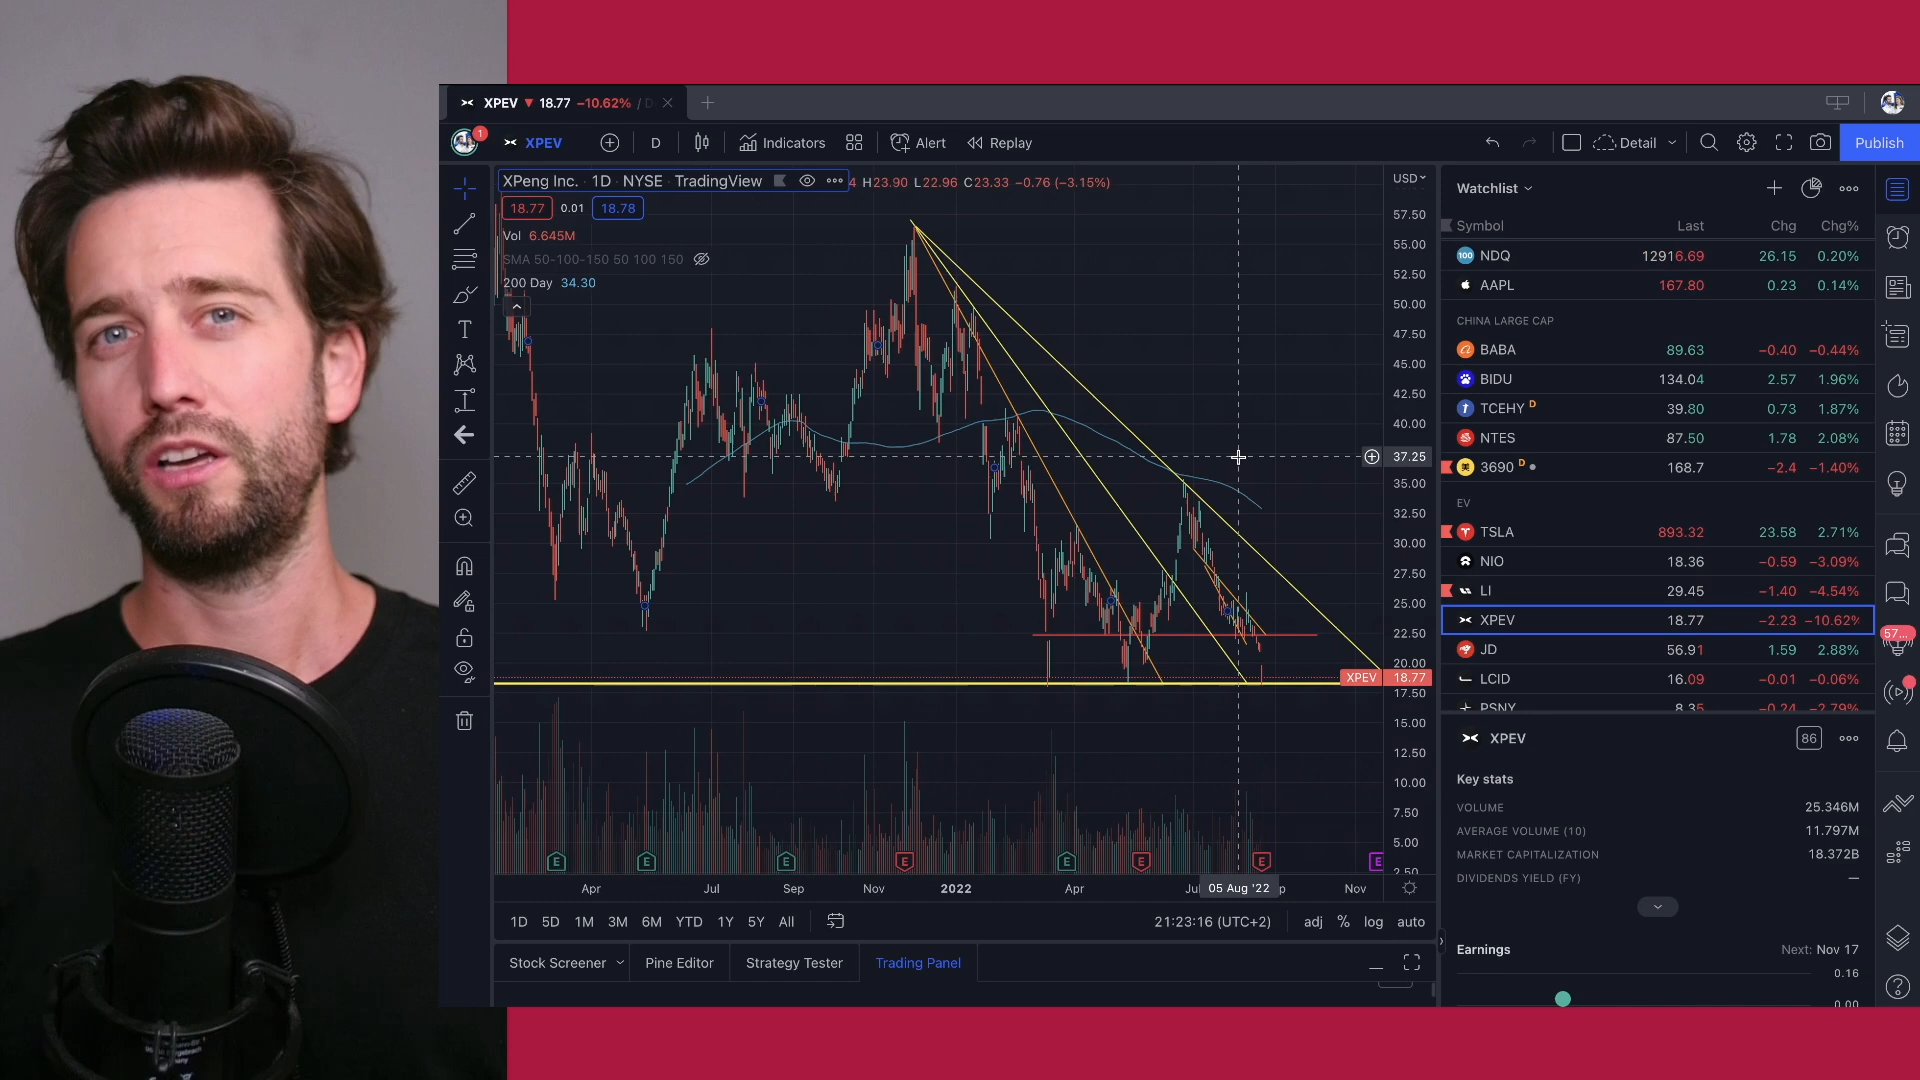 XPEV ▼ 18.77 −10.62% / D
1
XPEV
D
Indicators
Alert
Replay
Detail
Publish
XPeng Inc. · 1D · NYSE · TradingView
4 H23.90 L22.96 C23.33 −0.76 (−3.15%)
USD
18.77 0.01 18.78
Vol 6.645M
SMA 50-100-150 50 100 150
200 Day 34.30
57.50
55.00
52.50
50.00
47.50
45.00
42.50
40.00
37.25
35.00
32.50
30.00
27.50
25.00
22.50
20.00
XPEV 18.77
17.50
15.00
12.50
10.00
7.50
5.00
2.50
E E E E E E E E
Apr Jul Sep Nov 2022 Apr Jul 05 Aug '22 p Nov
1D 5D 1M 3M 6M YTD 1Y 5Y All
21:23:16 (UTC+2) adj % log auto
Stock Screener Pine Editor Strategy Tester Trading Panel
Watchlist
Symbol Last Chg Chg%
100 NDQ 12916.69 26.15 0.20%
AAPL 167.80 0.23 0.14%
CHINA LARGE CAP
BABA 89.63 −0.40 −0.44%
BIDU 134.04 2.57 1.96%
TCEHY D 39.80 0.73 1.87%
NTES 87.50 1.78 2.08%
3690 D 168.7 −2.4 −1.40%
EV
TSLA 893.32 23.58 2.71%
NIO 18.36 −0.59 −3.09%
LI 29.45 −1.40 −4.54%
XPEV 18.77 −2.23 −10.62%
JD 56.91 1.59 2.88%
LCID 16.09 −0.01 −0.06%
PSNY 8.35 −0.24 −2.79%
57...
XPEV 86
Key stats
VOLUME 25.346M
AVERAGE VOLUME (10) 11.797M
MARKET CAPITALIZATION 18.372B
DIVIDENDS YIELD (FY) —
Earnings Next: Nov 17
0.16
0.00